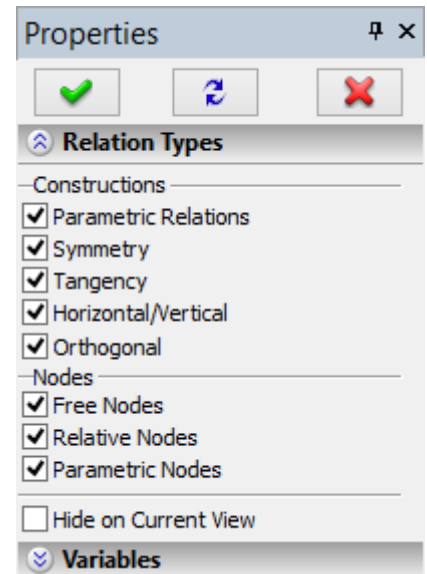 Properties
Relation Types
Constructions
Parametric Relations
Symmetry
Tangency
Horizontal/Vertical
Orthogonal
Nodes
Free Nodes
Relative Nodes
Parametric Nodes
Hide on Current View
Variables